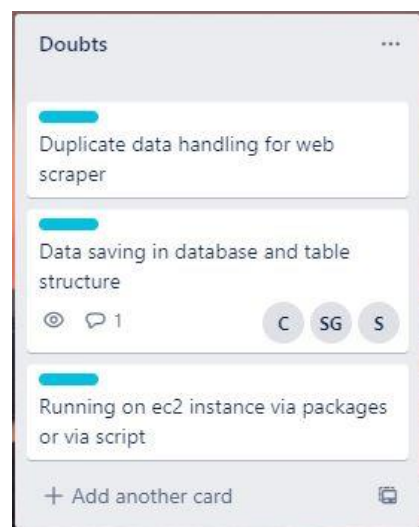 Doubts
Duplicate data handling for web
scraper
Data saving in database and table
structure
1
C SG S
Running on ec2 instance via packages
or via script
+ Add another card